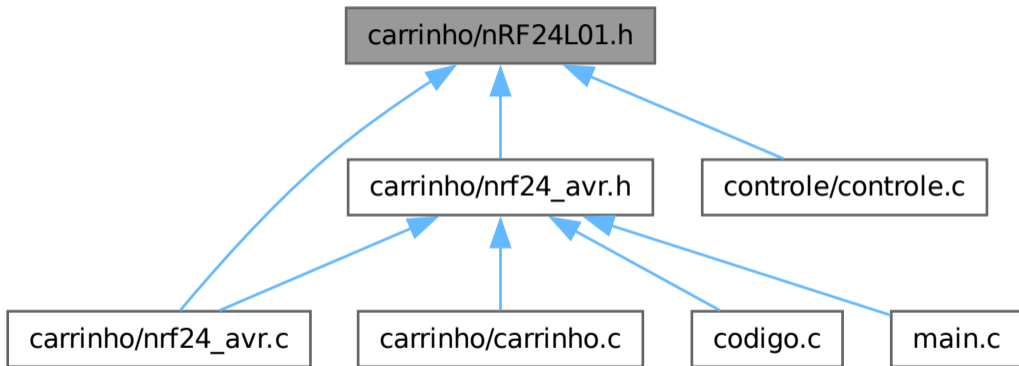 carrinho/nRF24L01.h
carrinho/nrf24_avr.h
controle/controle.c
carrinho/nrf24_avr.c
carrinho/carrinho.c
codigo.c
main.c